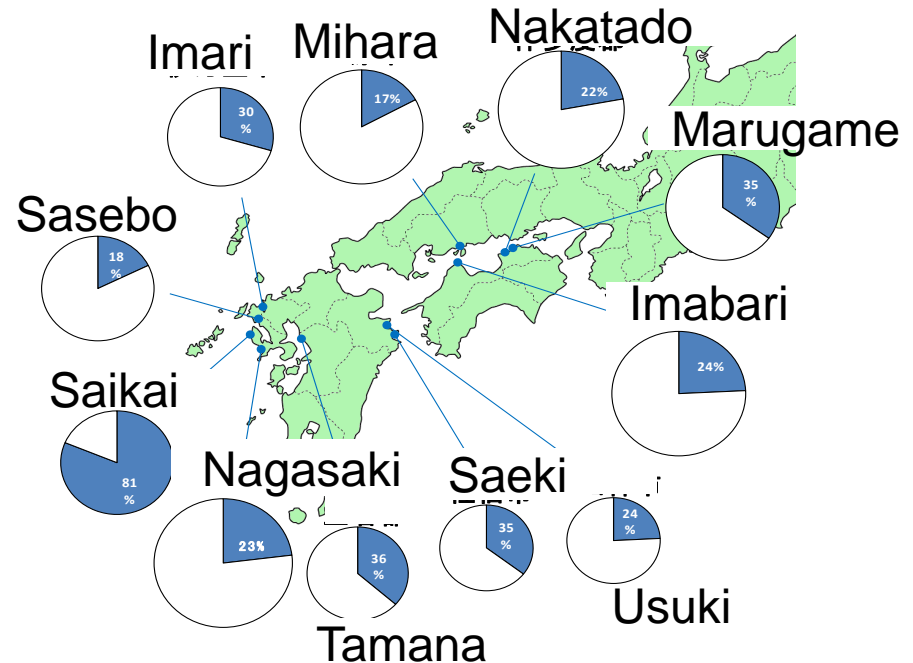 Imari
Mihara
Nakatado
30
%
17%
22%
Marugame
35
%
Sasebo
18
%
Imabari
24%
Saikai
81
%
Nagasaki
23%
Saeki
36
%
35
%
24
%
Tamana
Usuki